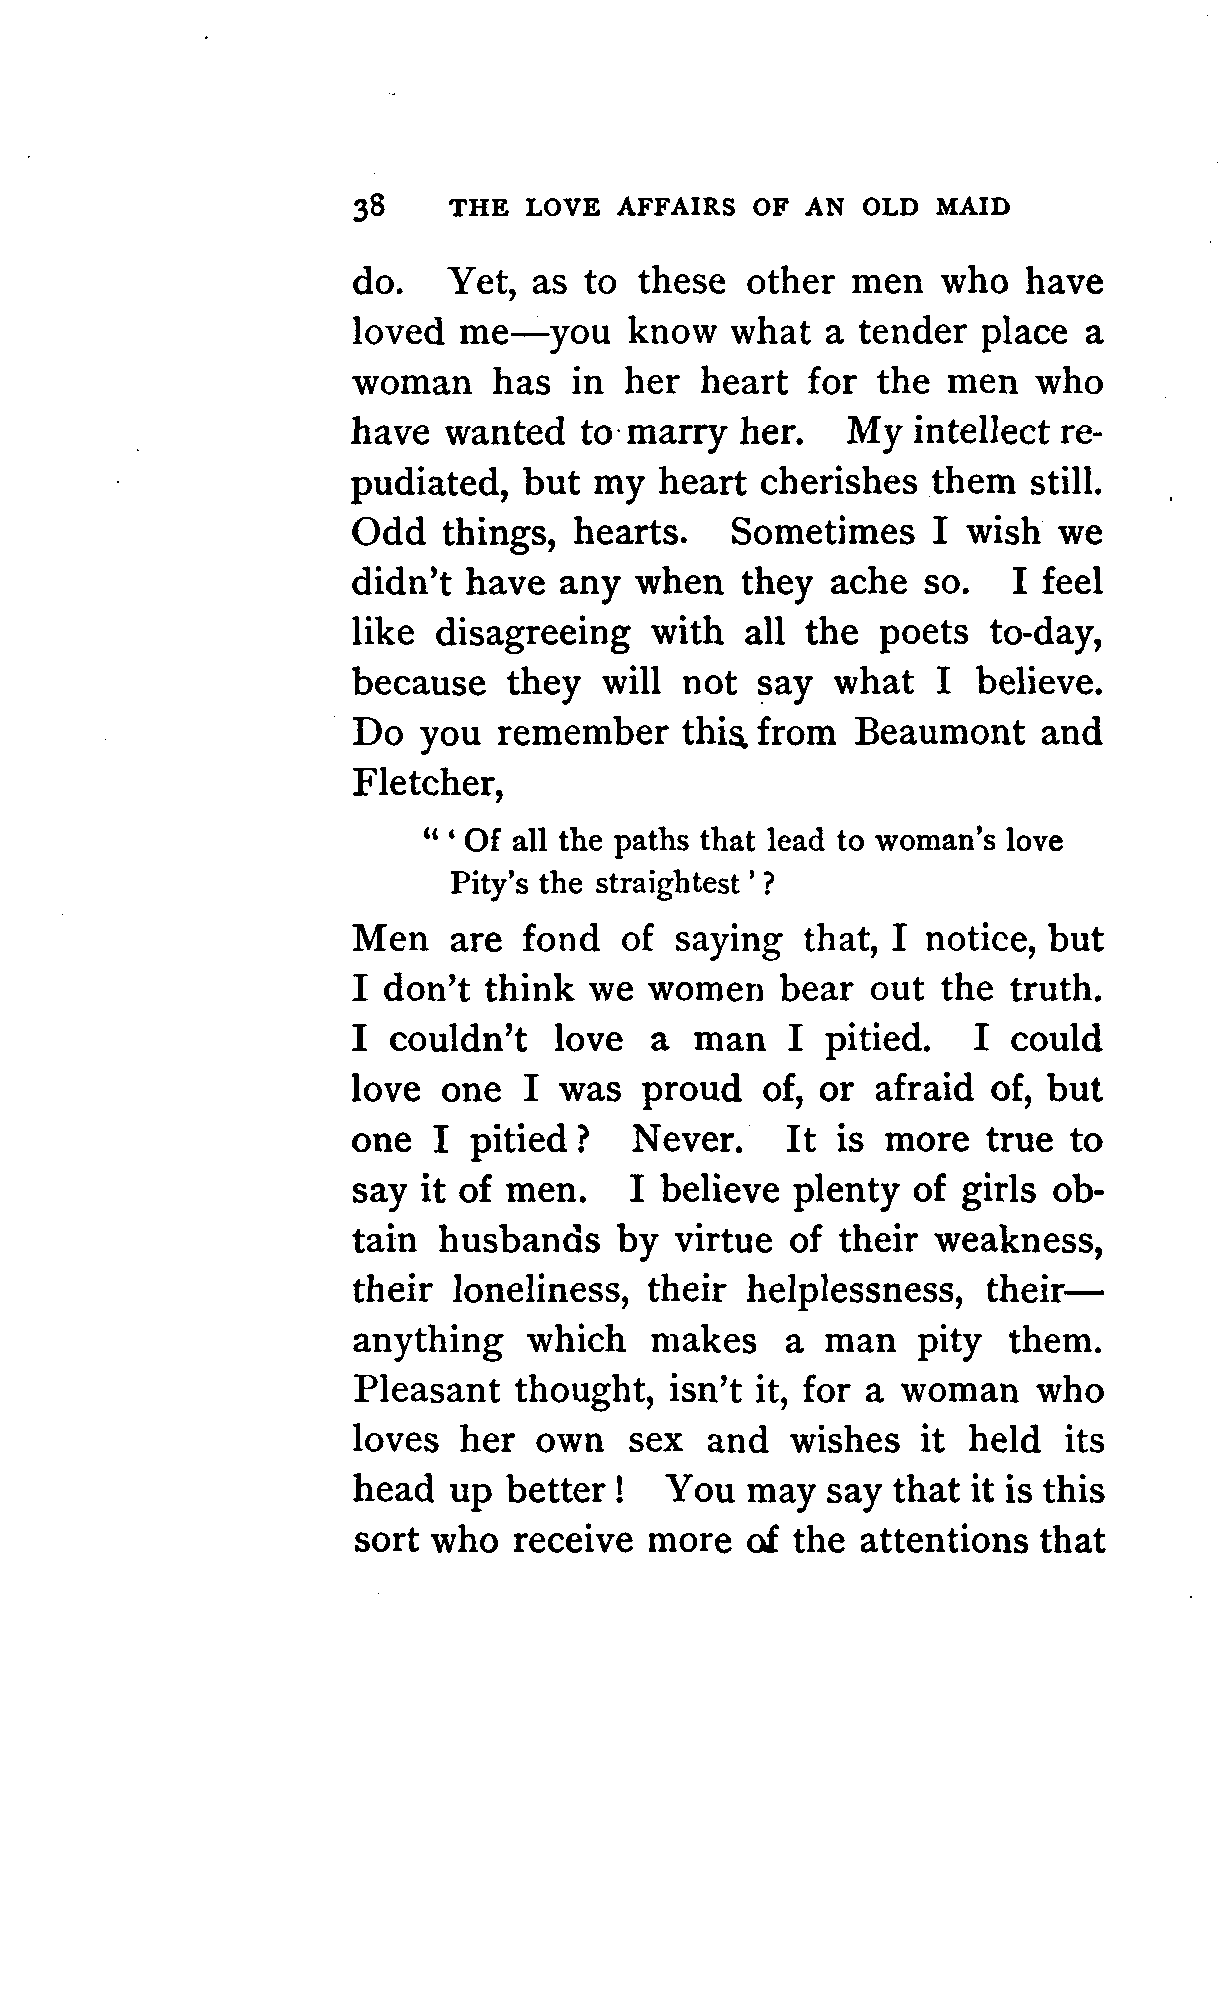 38 THE LOVE AFFAIRS OF AN OLD MAID
do. Yet, as to these other men who have
loved me—you know what a tender place a
woman has in her heart for the men who
have wanted to marry her. My intellect re-
pudiated, but my heart cherishes them still.
Odd things, hearts. Sometimes I wish we
didn't have any when they ache so. I feel
like disagreeing with all the poets to-day,
because they will not say what I believe.
Do you remember this from Beaumont and
Fletcher,
" ' Of all the paths that lead to woman's love
Pity's the straightest ' ?
Men are fond of saying that, I notice, but
I don't think we women bear out the truth.
I couldn't love a man I pitied. I could
love one I was proud of, or afraid of, but
one I pitied ? Never. It is more true to
say it of men. I believe plenty of girls ob-
tain husbands by virtue of their weakness,
their loneliness, their helplessness, their—
anything which makes a man pity them.
Pleasant thought, isn't it, for a woman who
loves her own sex and wishes it held its
head up better ! You may say that it is this
sort who receive more of the attentions that